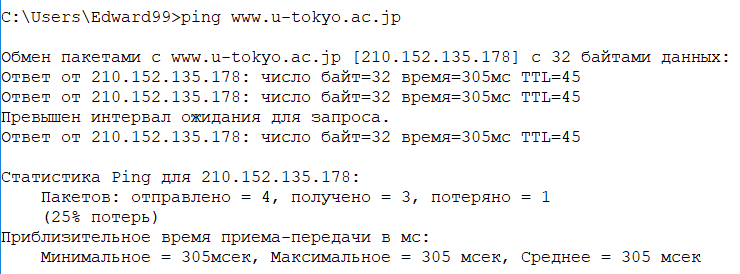 C:\Users\Edward99>ping www.u-tokyo.ac.jp
Обмен пакетами с www.u-tokyo.ac.jp [210.152.135.178] с 32 байтами данных:
Ответ от 210.152.135.178: число байт=32 время=305мс TTL=45
Ответ от 210.152.135.178: число байт=32 время=305мс TTL=45
Превышен интервал ожидания для запроса.
Ответ от 210.152.135.178: число байт=32 время=305мс TTL=45
Статистика Ping для 210.152.135.178:
Пакетов: отправлено = 4, получено = 3, потеряно = 1
(25% потерь)
Приблизительное время приема-передачи в мс:
Минимальное = 305мсек, Максимальное = 305 мсек, Среднее = 305 мсек